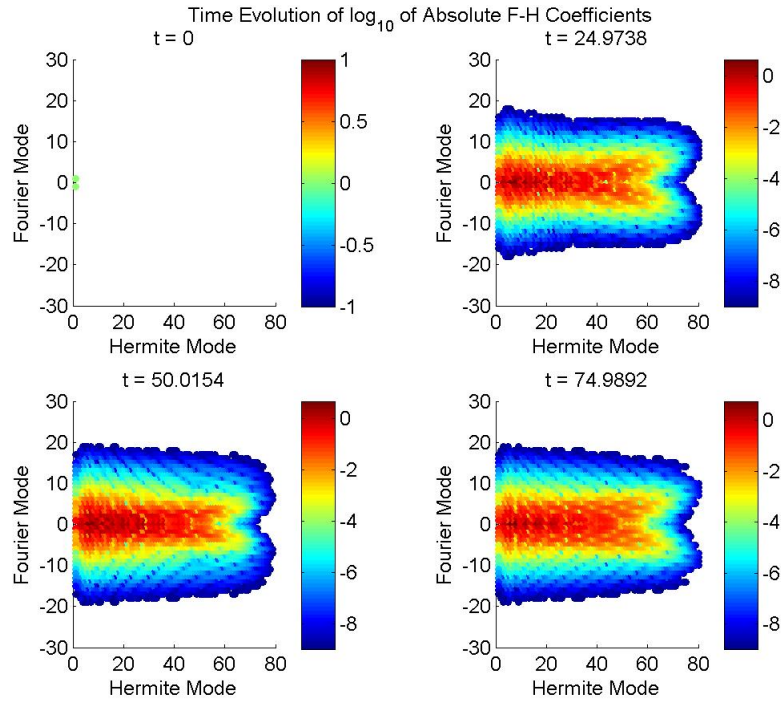 Time Evolution of log10 of Absolute F-H Coefficients
t = 0
30
20
10
0
-10
-20
-30
Fourier Mode
0 20 40 60 80
Hermite Mode
1
0.5
0
-0.5
-1
t = 24.9738
30
20
10
0
-10
-20
-30
Fourier Mode
0 20 40 60 80
Hermite Mode
0
-2
-4
-6
-8
t = 50.0154
30
20
10
0
-10
-20
-30
Fourier Mode
0 20 40 60 80
Hermite Mode
0
-2
-4
-6
-8
t = 74.9892
30
20
10
0
-10
-20
-30
Fourier Mode
0 20 40 60 80
Hermite Mode
0
-2
-4
-6
-8